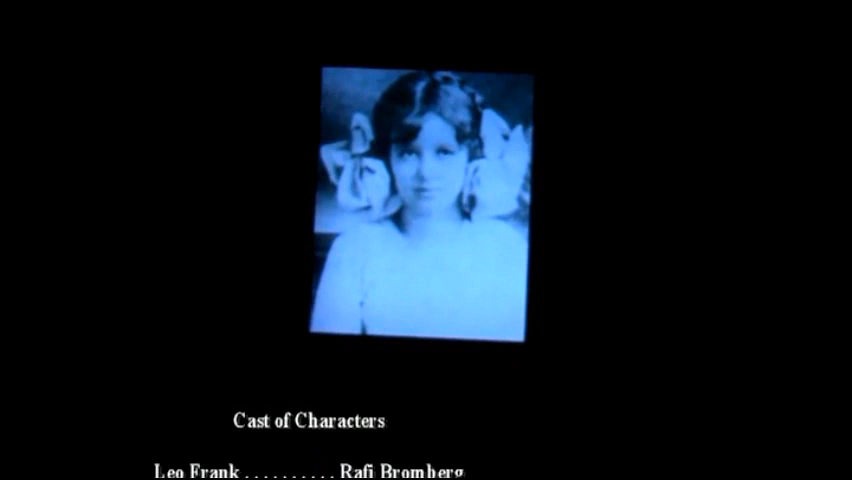 Cast of Characters
Leo Frank . . . . . . . . . . Rafi Bromberg